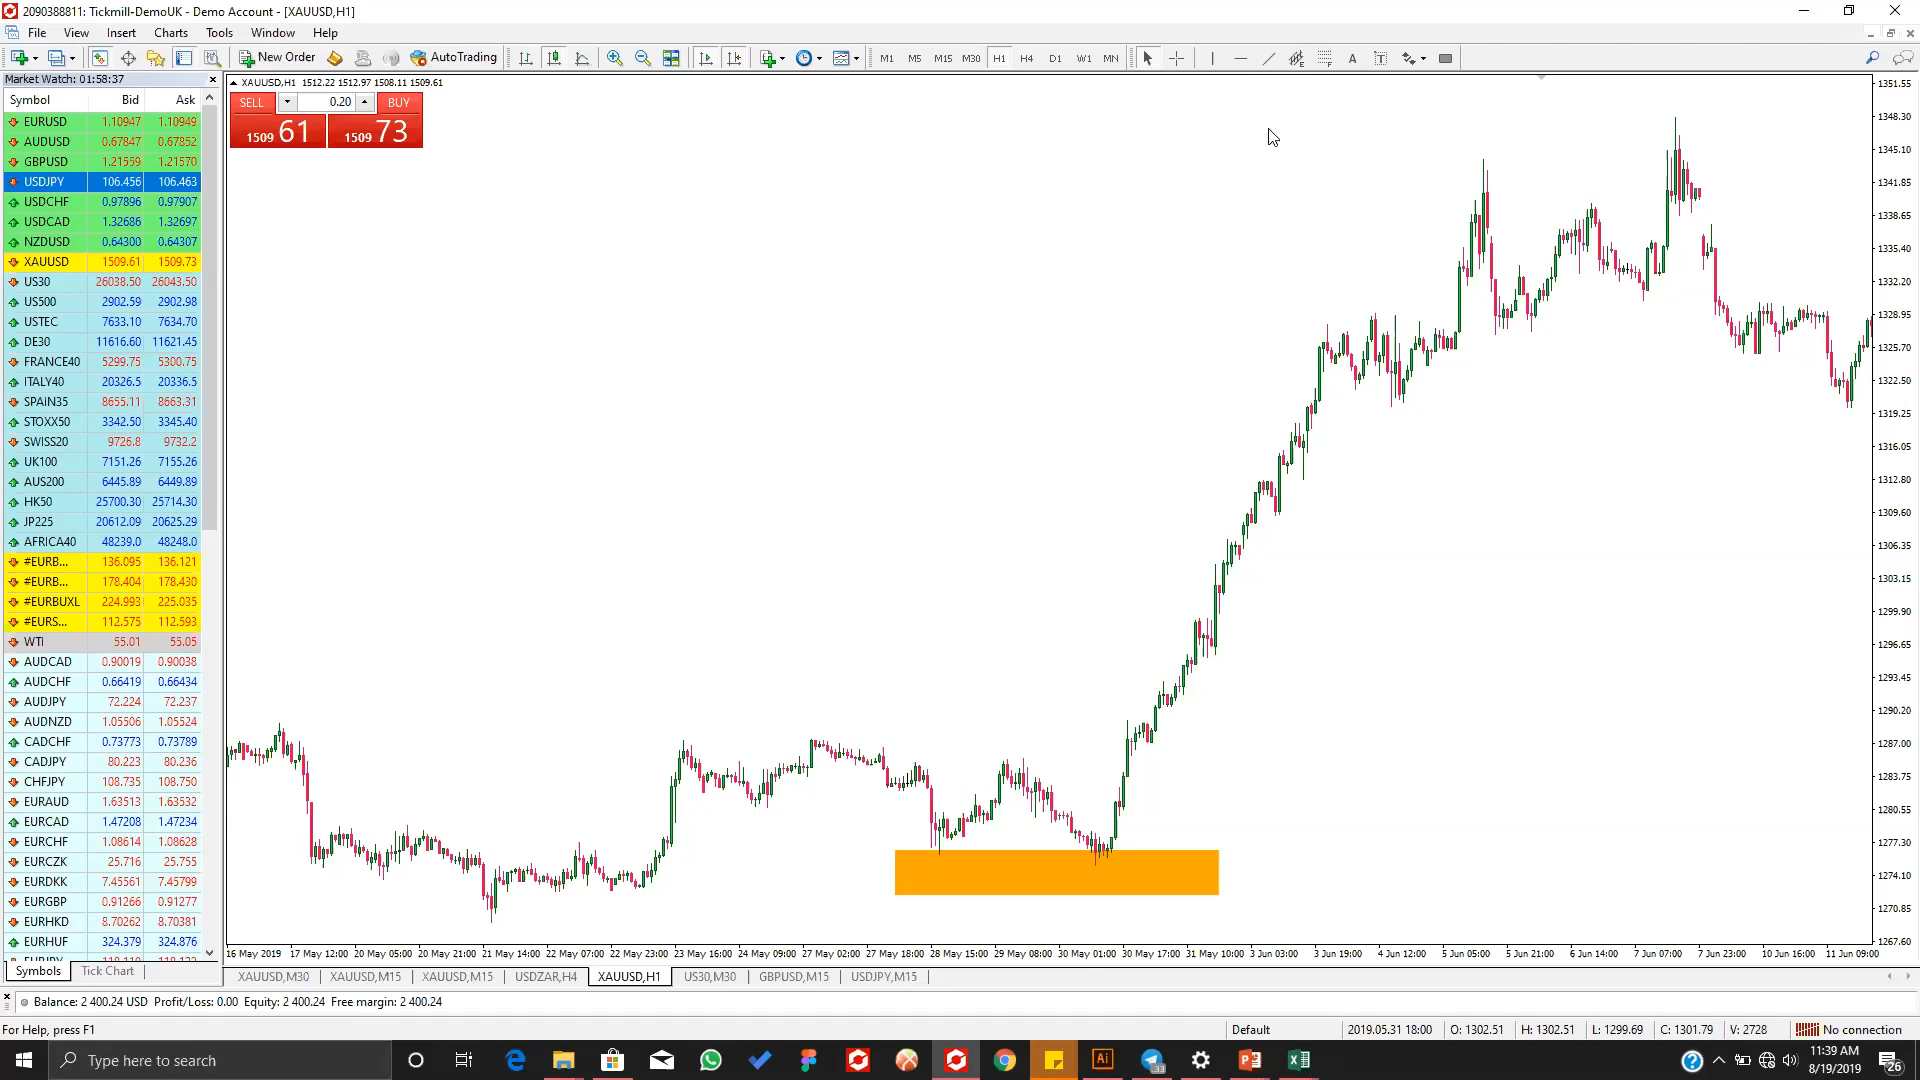 2090388811: Tickmill-DemoUK - Demo Account - [XAUUSD,H1]
File View Insert Charts Tools Window Help
New Order AutoTrading M1 M5 M15 M30 H1 H4 D1 W1 MN
Market Watch: 01:58:37
Symbol Bid Ask
EURUSD 1.10947 1.10949
AUDUSD 0.67847 0.67852
GBPUSD 1.21559 1.21570
USDJPY 106.456 106.463
USDCHF 0.97896 0.97907
USDCAD 1.32686 1.32697
NZDUSD 0.64300 0.64307
XAUUSD 1509.61 1509.73
US30 26038.50 26043.50
US500 2902.59 2902.98
USTEC 7633.10 7634.70
DE30 11616.60 11621.45
FRANCE40 5299.75 5300.75
ITALY40 20326.5 20336.5
SPAIN35 8655.11 8663.31
STOXX50 3342.50 3345.40
SWISS20 9726.8 9732.2
UK100 7151.26 7155.26
AUS200 6445.89 6449.89
HK50 25700.30 25714.30
JP225 20612.09 20625.29
AFRICA40 48239.0 48248.0
#EURB... 136.095 136.121
#EURB... 178.404 178.430
#EURBUXL 224.993 225.035
#EURS... 112.575 112.593
WTI 55.01 55.05
AUDCAD 0.90019 0.90038
AUDCHF 0.66419 0.66434
AUDJPY 72.224 72.237
AUDNZD 1.05506 1.05524
CADCHF 0.73773 0.73789
CADJPY 80.223 80.236
CHFJPY 108.735 108.750
EURAUD 1.63513 1.63532
EURCAD 1.47208 1.47234
EURCHF 1.08614 1.08628
EURCZK 25.716 25.755
EURDKK 7.45561 7.45799
EURGBP 0.91266 0.91277
EURHKD 8.70262 8.70381
EURHUF 324.379 324.876
Symbols Tick Chart
XAUUSD,H1 1512.22 1512.97 1508.11 1509.61
SELL 0.20 BUY
1509 61 1509 73
1351.55
1348.30
1345.10
1341.85
1338.65
1335.40
1332.20
1328.95
1325.70
1322.50
1319.25
1316.05
1312.80
1309.60
1306.35
1303.15
1299.90
1296.65
1293.45
1290.20
1287.00
1283.75
1280.55
1277.30
1274.10
1270.85
1267.60
16 May 2019 17 May 12:00 20 May 05:00 20 May 21:00 21 May 14:00 22 May 07:00 22 May 23:00 23 May 16:00 24 May 09:00 27 May 02:00 27 May 18:00 28 May 15:00 29 May 08:00 30 May 01:00 30 May 17:00 31 May 10:00 3 Jun 03:00 3 Jun 19:00 4 Jun 12:00 5 Jun 05:00 5 Jun 21:00 6 Jun 14:00 7 Jun 07:00 7 Jun 23:00 10 Jun 16:00 11 Jun 09:00
XAUUSD,M30 XAUUSD,M15 XAUUSD,M15 USDZAR,H4 XAUUSD,H1 US30,M30 GBPUSD,M15 USDJPY,M15
Balance: 2 400.24 USD Profit/Loss: 0.00 Equity: 2 400.24 Free margin: 2 400.24
For Help, press F1 Default 2019.05.31 18:00 O: 1302.51 H: 1302.51 L: 1299.69 C: 1301.79 V: 2728 No connection
Type here to search
11:39 AM
8/19/2019
26